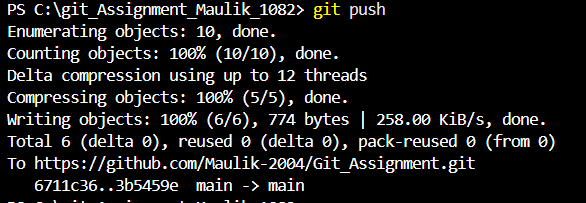 PS C:\git_Assignment_Maulik_1082> git push
Enumerating objects: 10, done.
Counting objects: 100% (10/10), done.
Delta compression using up to 12 threads
Compressing objects: 100% (5/5), done.
Writing objects: 100% (6/6), 774 bytes | 258.00 KiB/s, done.
Total 6 (delta 0), reused 0 (delta 0), pack-reused 0 (from 0)
To https://github.com/Maulik-2004/Git_Assignment.git
   6711c36..3b5459e  main -> main